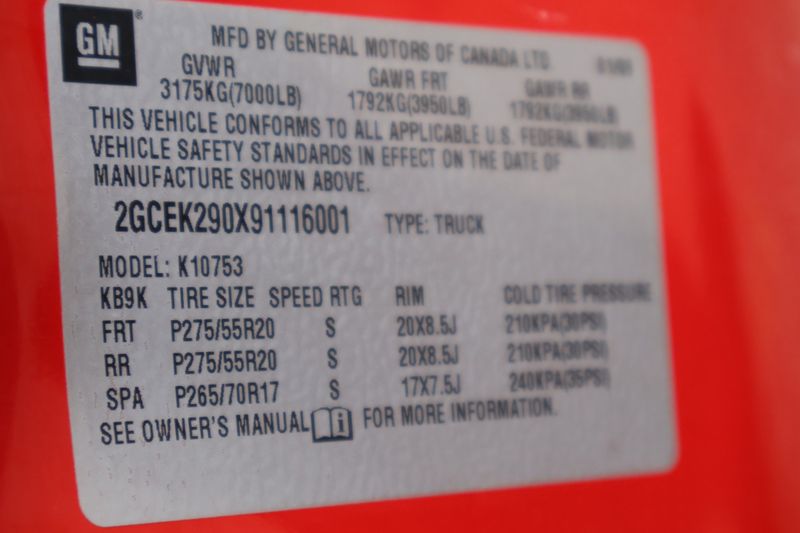 GM
MFD BY GENERAL MOTORS OF CANADA LTD
GVWR GAWR FRT GAWR RR
3175KG(7000LB) 1792KG(3950LB) 1792KG(3950LB
THIS VEHICLE CONFORMS TO ALL APPLICABLE U.S. FEDERAL MOTOR
VEHICLE SAFETY STANDARDS IN EFFECT ON THE DATE OF
MANUFACTURE SHOWN ABOVE.
2GCEK290X91116001 TYPE: TRUCK
MODEL: K10753
KB9K TIRE SIZE SPEED RTG RIM COLD TIRE PRESSURE
FRT P275/55R20 S 20X8.5J 210KPA(30PSI)
RR P275/55R20 S 20X8.5J 210KPA(30PSI)
SPA P265/70R17 S 17X7.5J 240KPA(35PSI)
SEE OWNER'S MANUAL i FOR MORE INFORMATION.